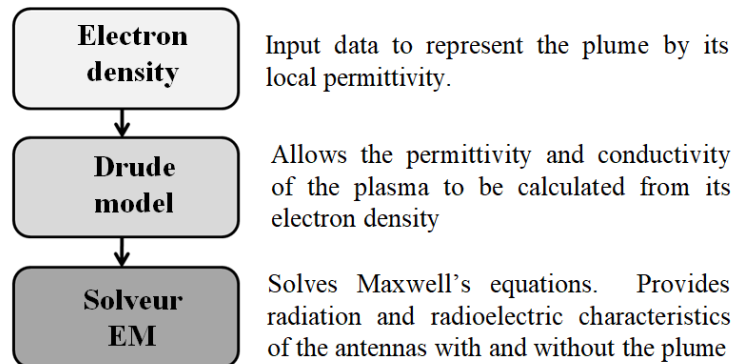 Electron
density
Input data to represent the plume by its
local permittivity.
Drude
model
Allows the permittivity and conductivity
of the plasma to be calculated from its
electron density
Solveur
EM
Solves Maxwell's equations. Provides
radiation and radioelectric characteristics
of the antennas with and without the plume